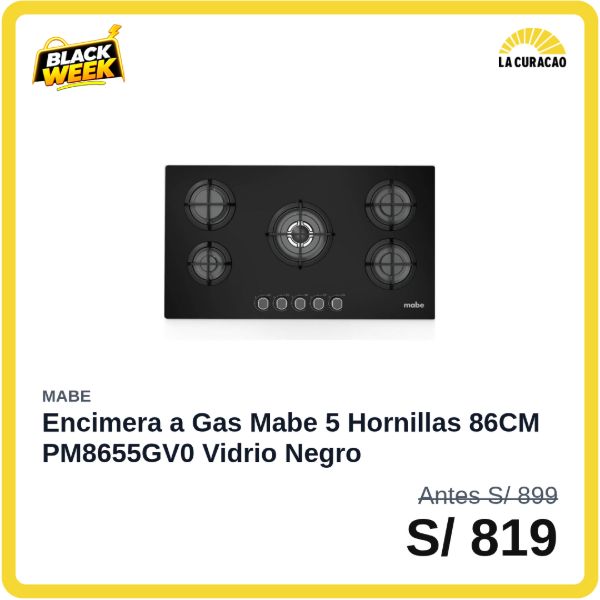 BLACK
WEEK
LA CURACAO
mabe
MABE
Encimera a Gas Mabe 5 Hornillas 86CM
PM8655GV0 Vidrio Negro
Antes S/ 899
S/ 819